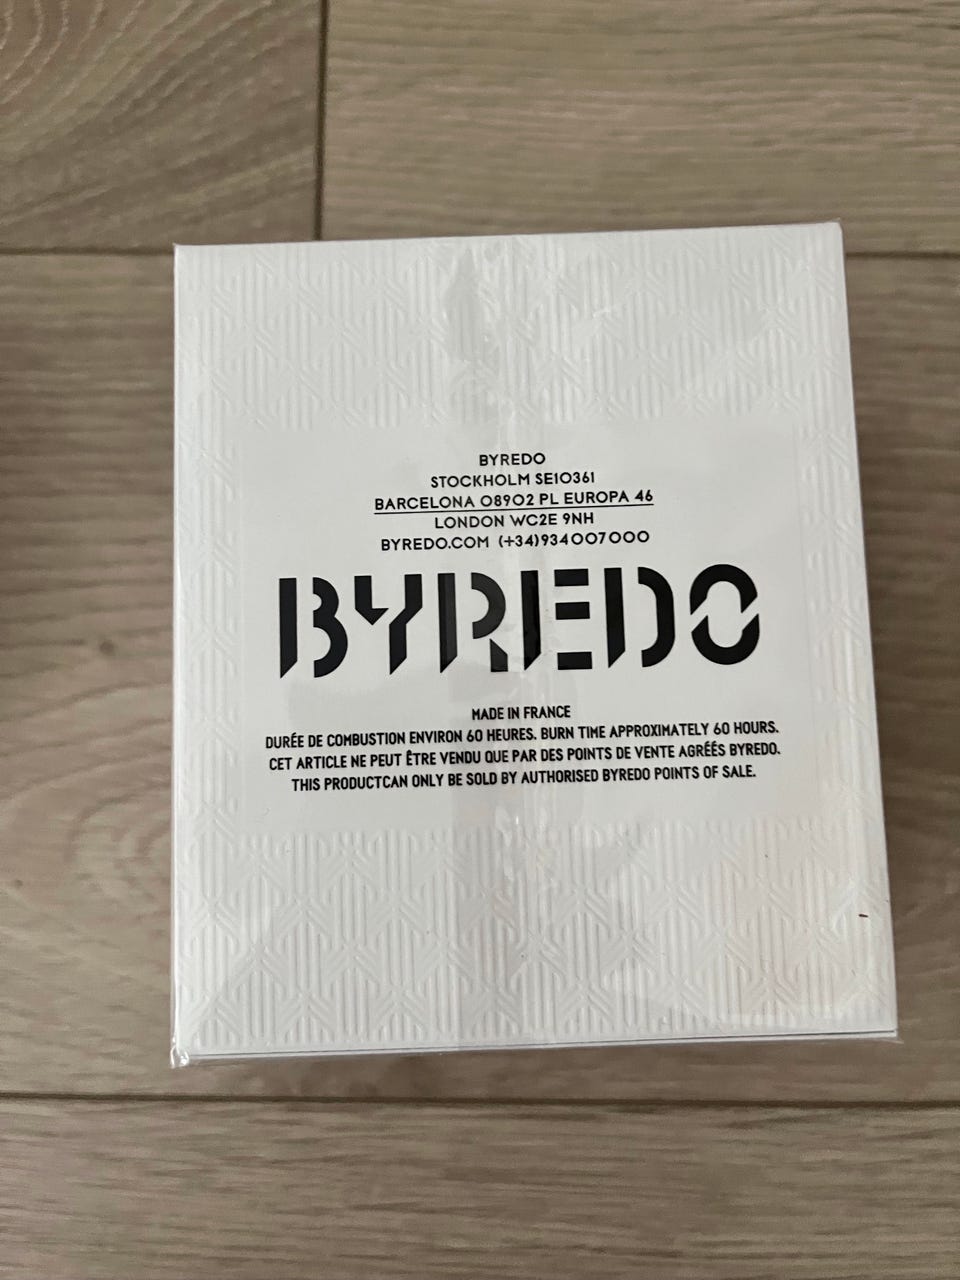 BYREDO
STOCKHOLM SE10361
BARCELONA 08902 PL EUROPA 46
LONDON WC2E 9NH
BYREDO.COM (+34)934007000
BYREDO
MADE IN FRANCE
DURÉE DE COMBUSTION ENVIRON 60 HEURES. BURN TIME APPROXIMATELY 60 HOURS.
CET ARTICLE NE PEUT ÊTRE VENDU QUE PAR DES POINTS DE VENTE AGRÉÉS BYREDO.
THIS PRODUCTCAN ONLY BE SOLD BY AUTHORISED BYREDO POINTS OF SALE.